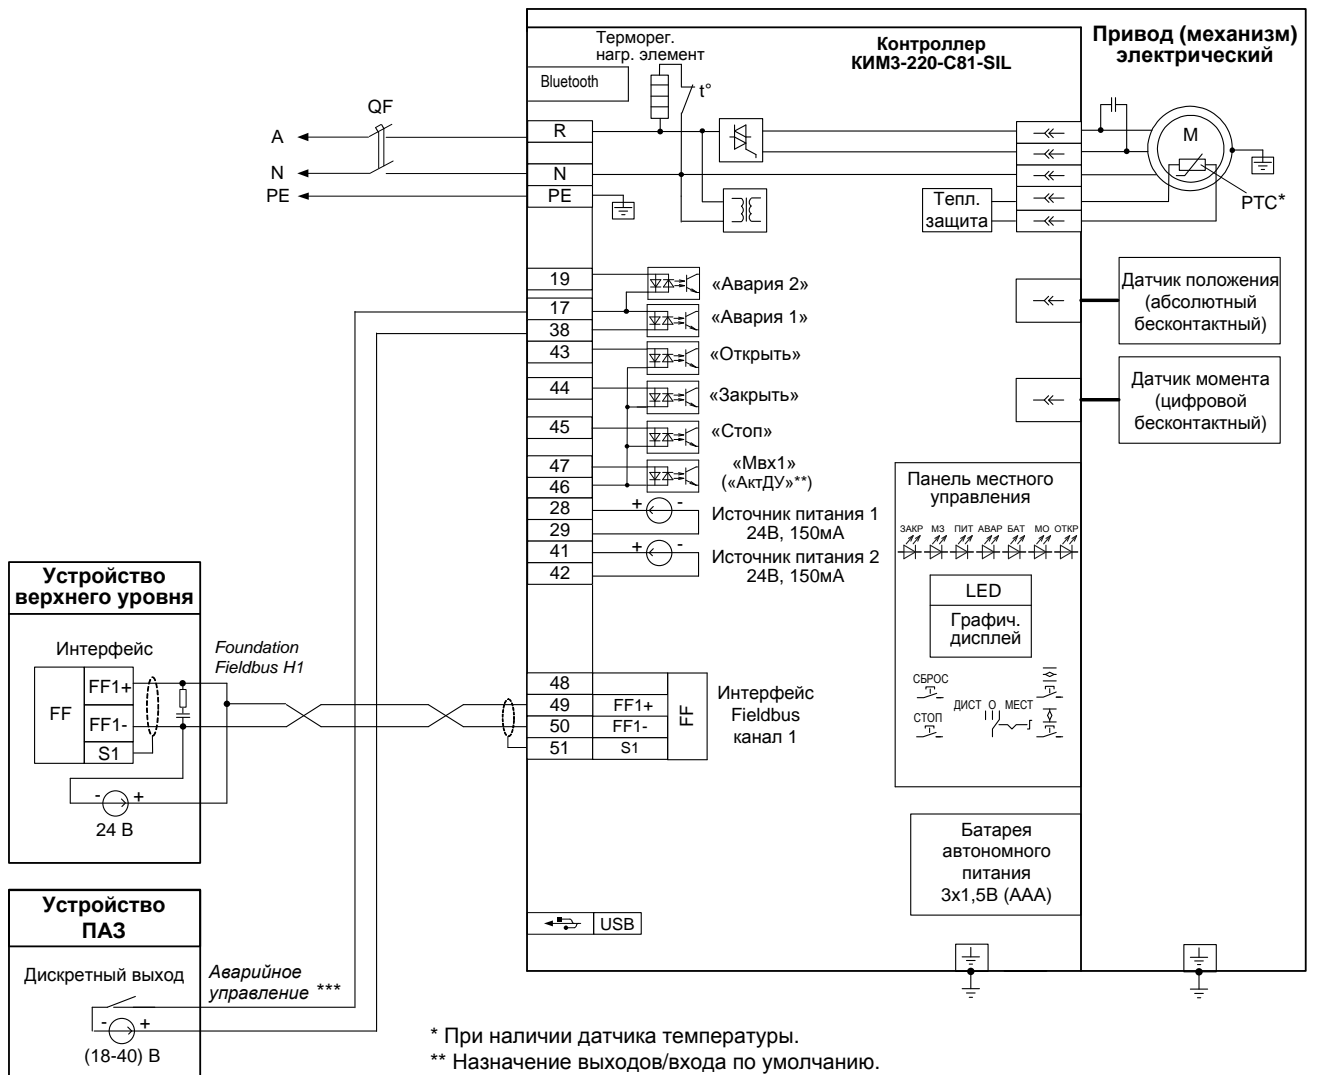 Терморег.
нагр. элемент
Контроллер
КИМ3-220-C81-SIL
Привод (механизм)
электрический
Bluetooth
t°
QF
A
N
PE
R
N
PE
M
PTC*
Тепл.
защита
19
17
38
43
44
45
47
46
28
29
41
42
«Авария 2»
«Авария 1»
«Открыть»
«Закрыть»
«Стоп»
«Мвх1»
(«АктДУ»**)
+ -
Источник питания 1
24В, 150мА
+ -
Источник питания 2
24В, 150мА
Датчик положения
(абсолютный
бесконтактный)
Датчик момента
(цифровой
бесконтактный)
Панель местного
управления
ЗАКР МЗ ПИТ АВАР БАТ МО ОТКР
LED
Графич.
дисплей
СБРОС
ДИСТ О МЕСТ
СТОП
Устройство
верхнего уровня
Интерфейс
FF
FF1+
FF1-
S1
- +
24 В
Foundation
Fieldbus H1
48
49 FF1+
50 FF1-
51 S1
FF
Интерфейс
Fieldbus
канал 1
Батарея
автономного
питания
3x1,5В (ААА)
USB
Устройство
ПАЗ
Дискретный выход
- +
(18-40) В
Аварийное
управление ***
* При наличии датчика температуры.
** Назначение выходов/входа по умолчанию.